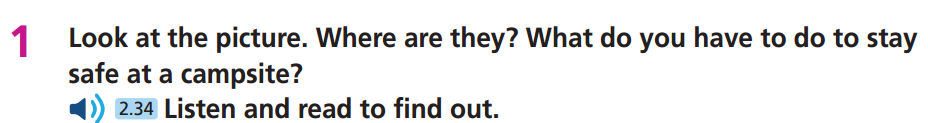 1 Look at the picture. Where are they? What do you have to do to stay
safe at a campsite?
2.34 Listen and read to find out.